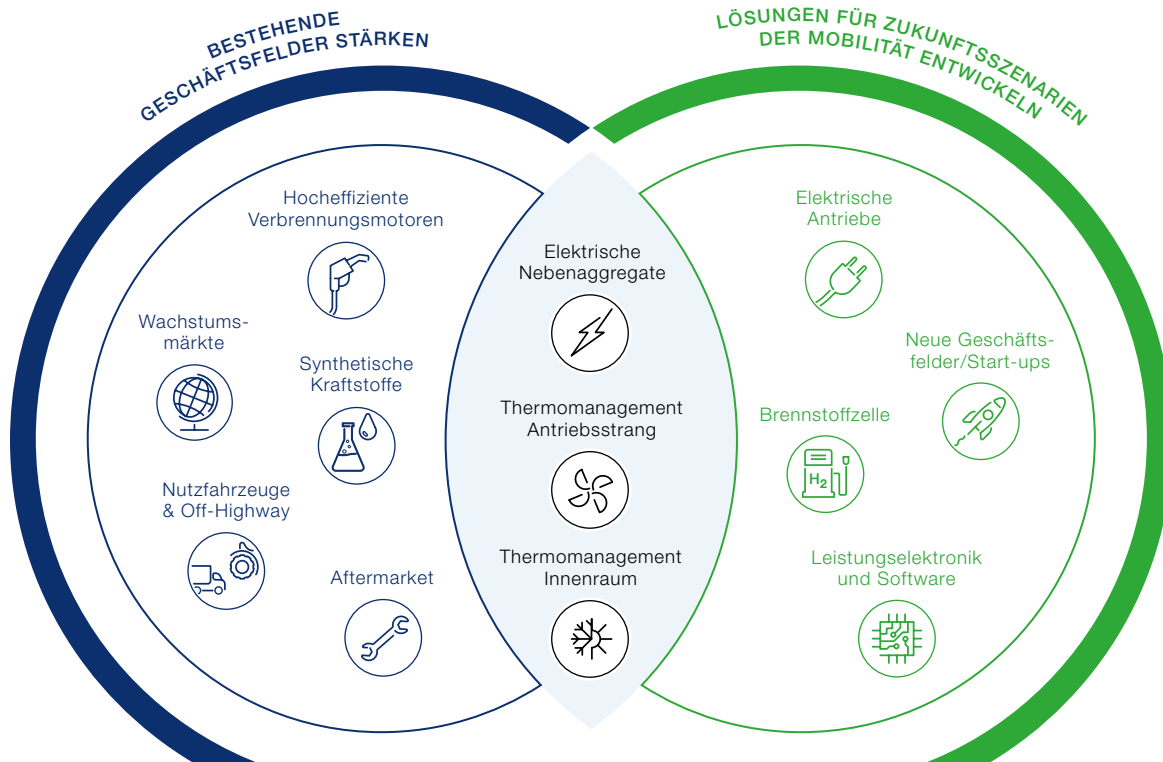 BESTEHENDE
GESCHÄFTSFELDER STÄRKEN
LÖSUNGEN FÜR ZUKUNFTSSZENARIEN
DER MOBILITÄT ENTWICKELN
Hocheffiziente
Verbrennungsmotoren
Wachstums-
märkte
Synthetische
Kraftstoffe
Nutzfahrzeuge
& Off-Highway
Aftermarket
Elektrische
Nebenaggregate
Thermomanagement
Antriebsstrang
Thermomanagement
Innenraum
Elektrische
Antriebe
Neue Geschäfts-
felder/Start-ups
Brennstoffzelle
H₂
Leistungselektronik
und Software